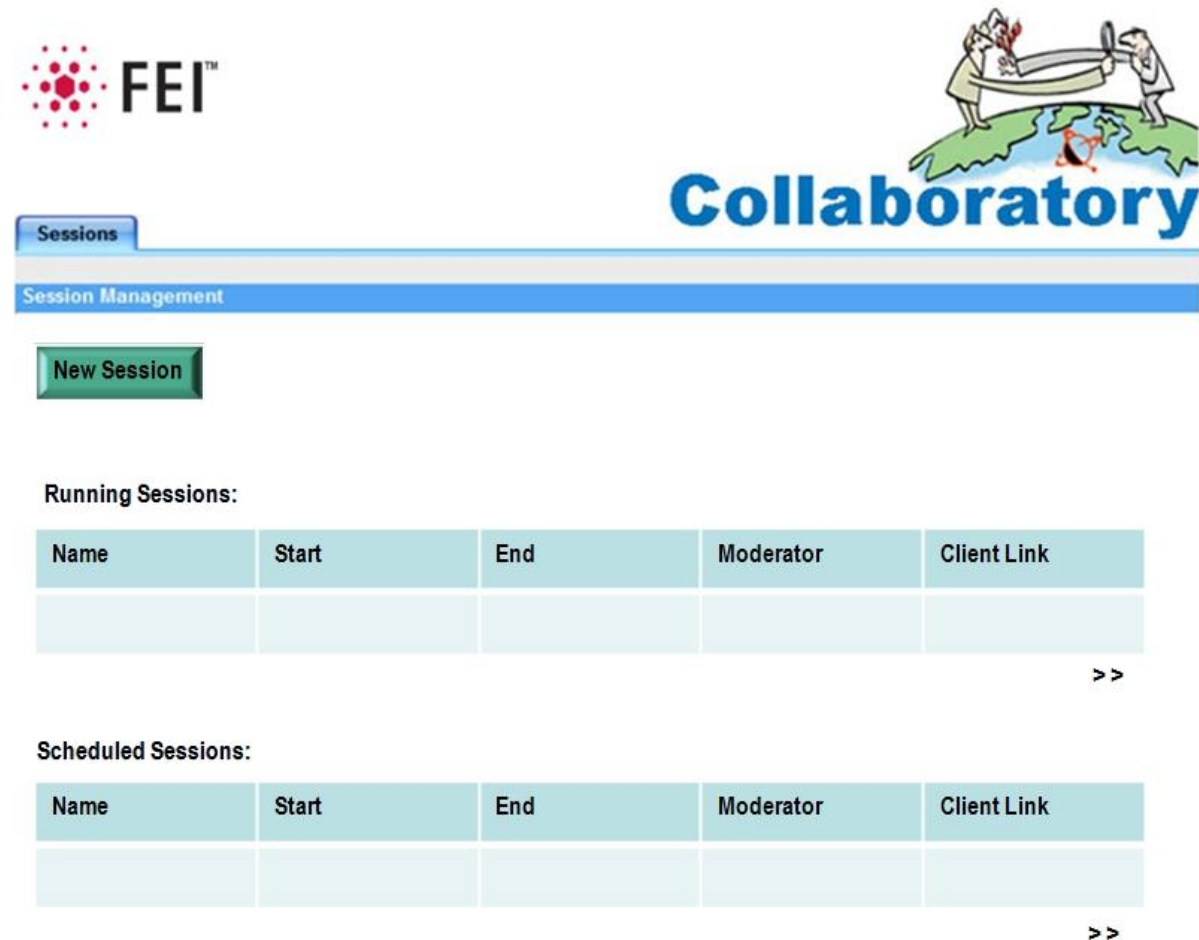 FEI™
Collaboratory
Sessions
Session Management
New Session
Running Sessions:
Name Start End Moderator Client Link
>>
Scheduled Sessions:
Name Start End Moderator Client Link
>>